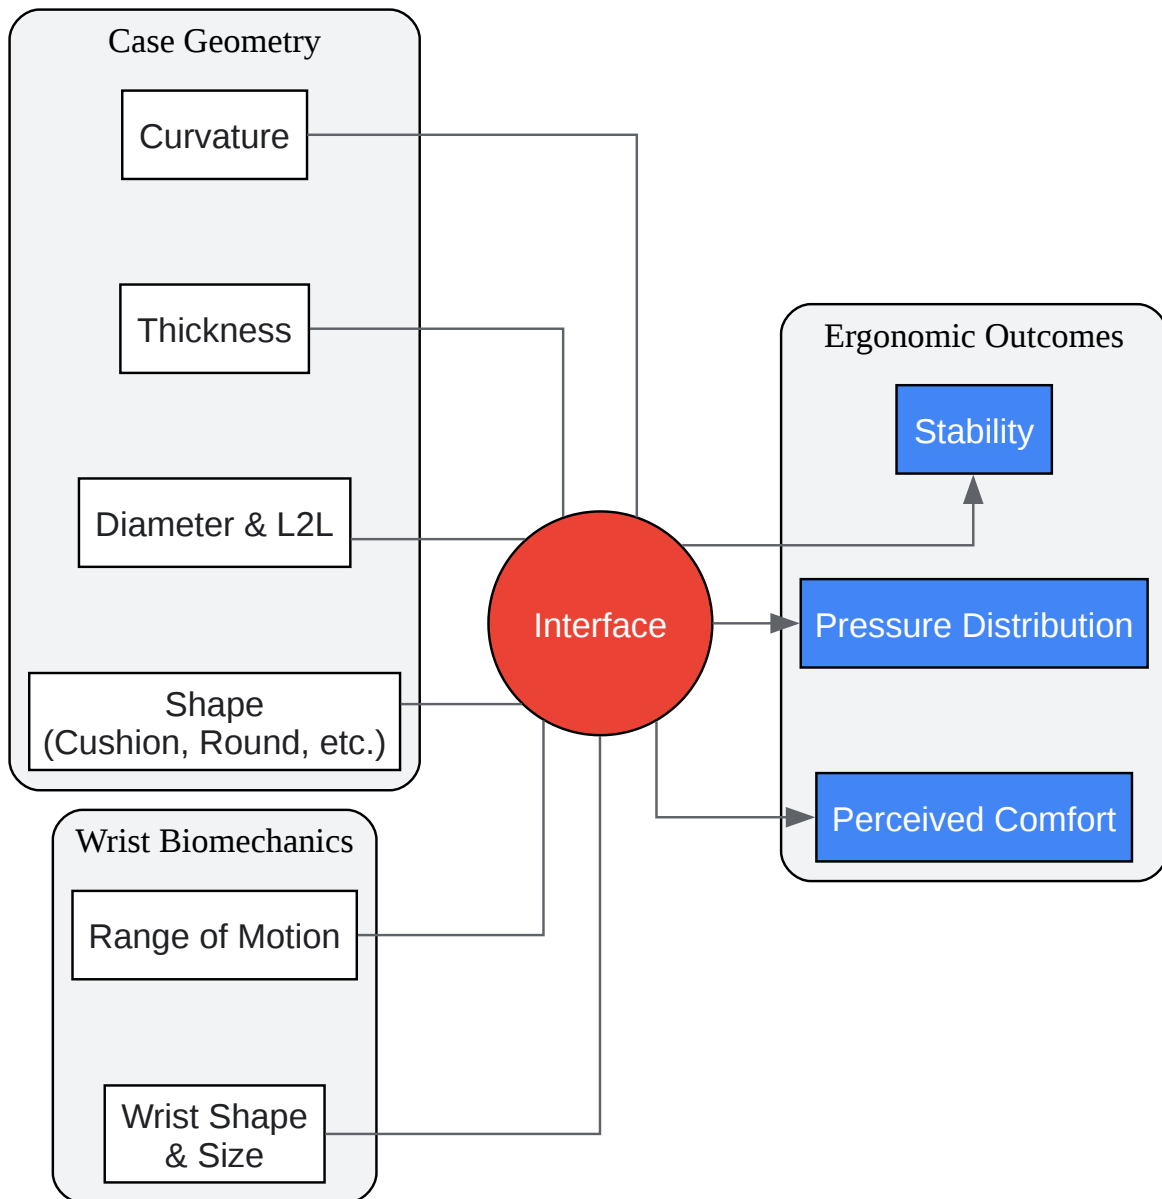 Case Geometry
Curvature
Thickness
Diameter & L2L
Shape
(Cushion, Round, etc.)
Wrist Biomechanics
Range of Motion
Wrist Shape
& Size
Interface
Ergonomic Outcomes
Stability
Pressure Distribution
Perceived Comfort